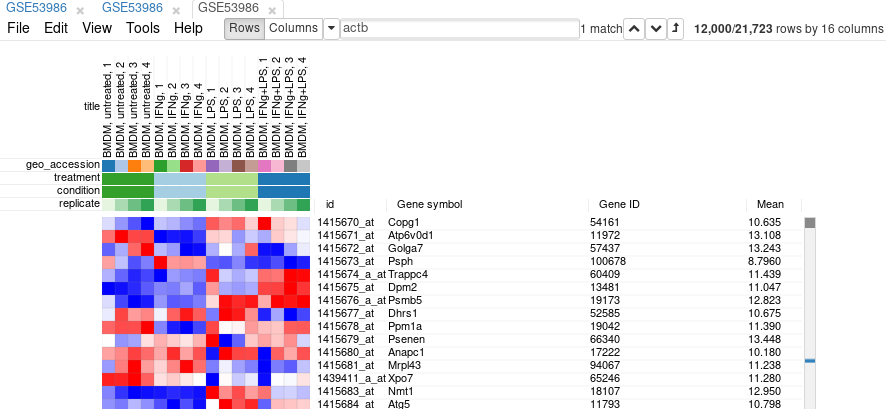 GSE53986 × GSE53986 × GSE53986 ×
File Edit View Tools Help Rows Columns actb 1 match 12,000/21,723 rows by 16 columns
title BMDM, untreated, 1 BMDM, untreated, 2 BMDM, untreated, 3 BMDM, untreated, 4 BMDM, IFNg, 1 BMDM, IFNg, 2 BMDM, IFNg, 3 BMDM, IFNg, 4 BMDM, LPS, 1 BMDM, LPS, 2 BMDM, LPS, 3 BMDM, LPS, 4 BMDM, IFNg+LPS, 1 BMDM, IFNg+LPS, 2 BMDM, IFNg+LPS, 3 BMDM, IFNg+LPS, 4
geo_accession
treatment
condition
replicate id Gene symbol Gene ID Mean
1415670_at Copg1 54161 10.635
1415671_at Atp6v0d1 11972 13.108
1415672_at Golga7 57437 13.243
1415673_at Psph 100678 8.7960
1415674_a_at Trappc4 60409 11.439
1415675_at Dpm2 13481 11.047
1415676_a_at Psmb5 19173 12.823
1415677_at Dhrs1 52585 10.675
1415678_at Ppm1a 19042 11.390
1415679_at Psenen 66340 13.448
1415680_at Anapc1 17222 10.180
1415681_at Mrpl43 94067 11.238
1439411_a_at Xpo7 65246 11.280
1415683_at Nmt1 18107 12.950
1415684_at Atg5 11793 10.798